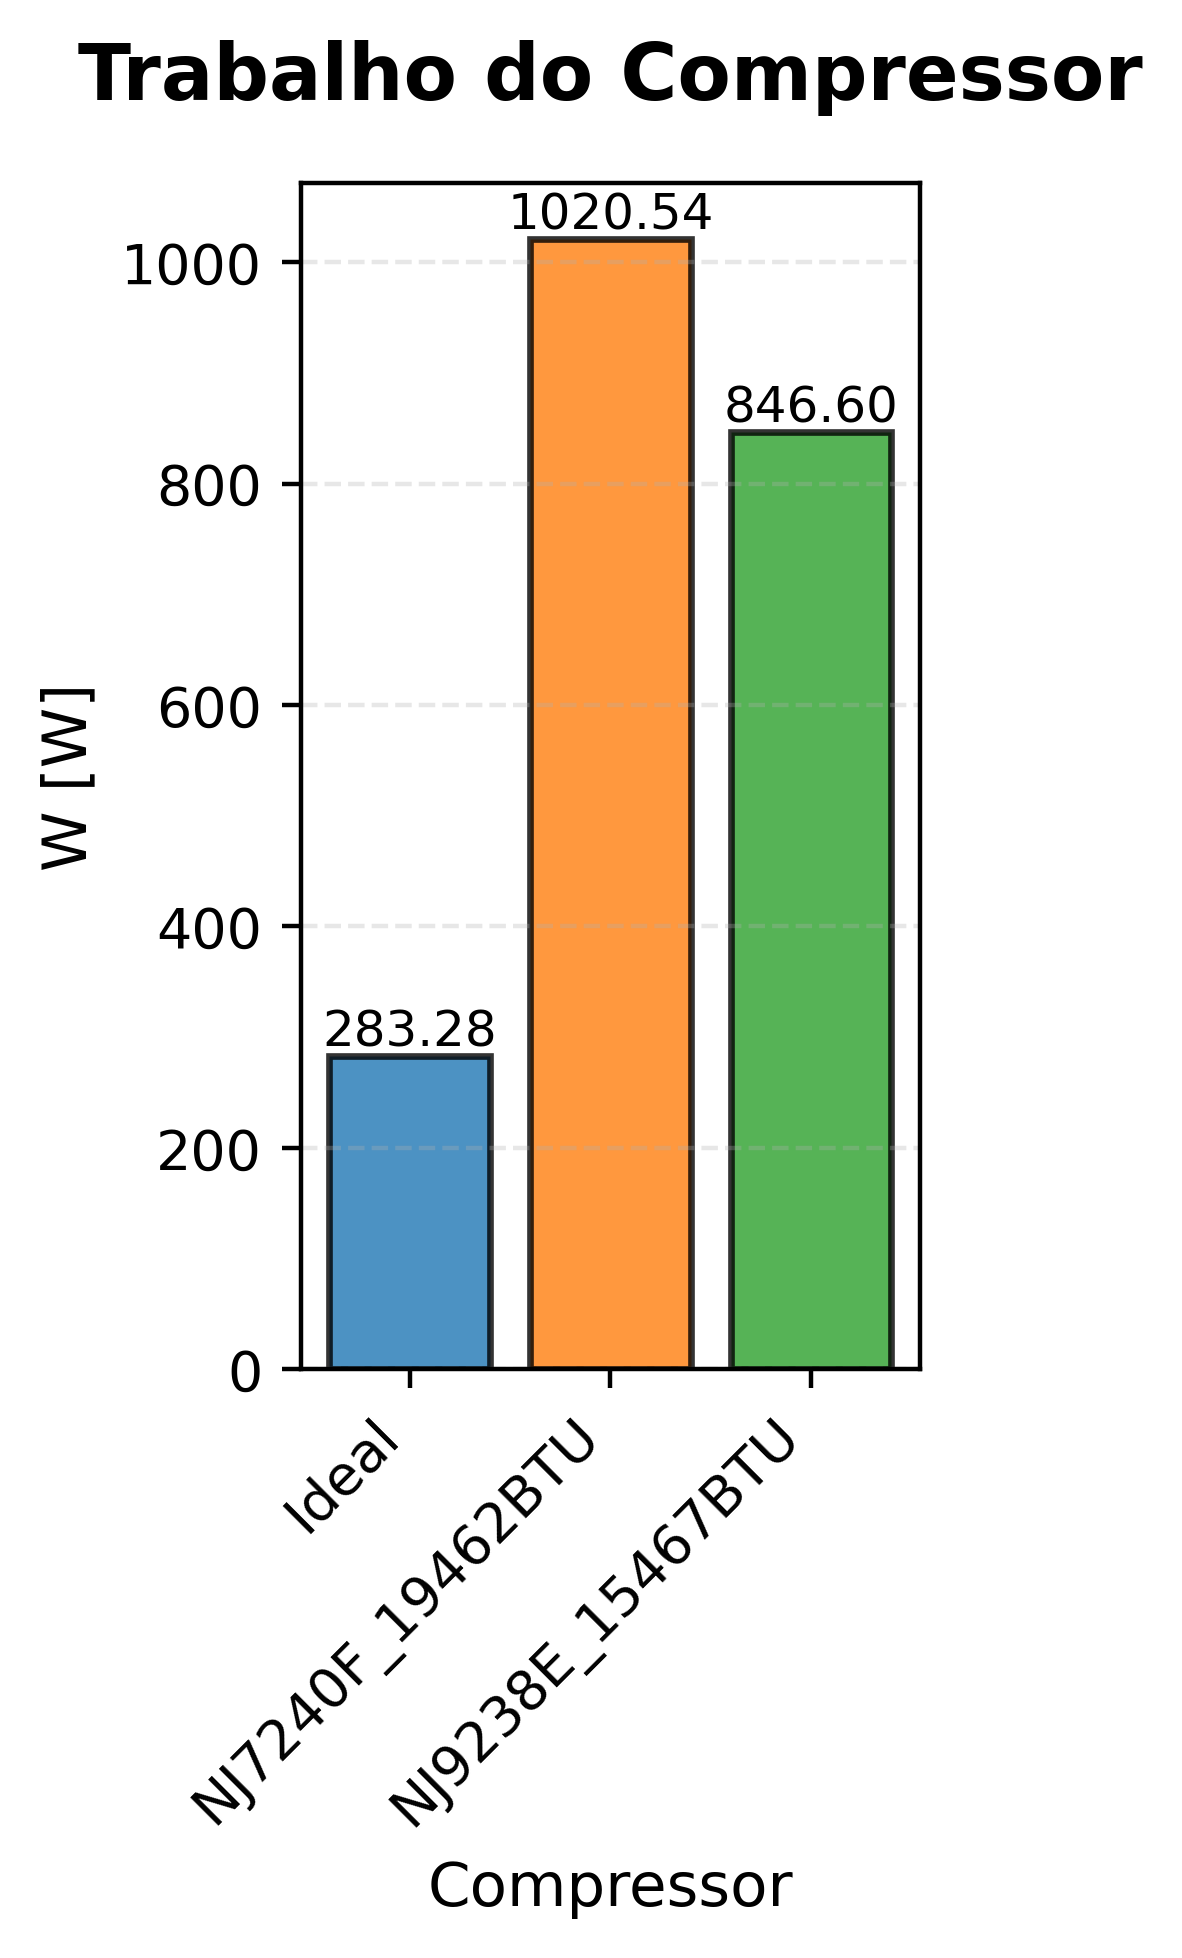 Trabalho do Compressor
W [W]
1000
800
600
400
200
0
1020.54
846.60
283.28
Ideal
NJ7240F_19462BTU
NJ9238E_15467BTU
Compressor